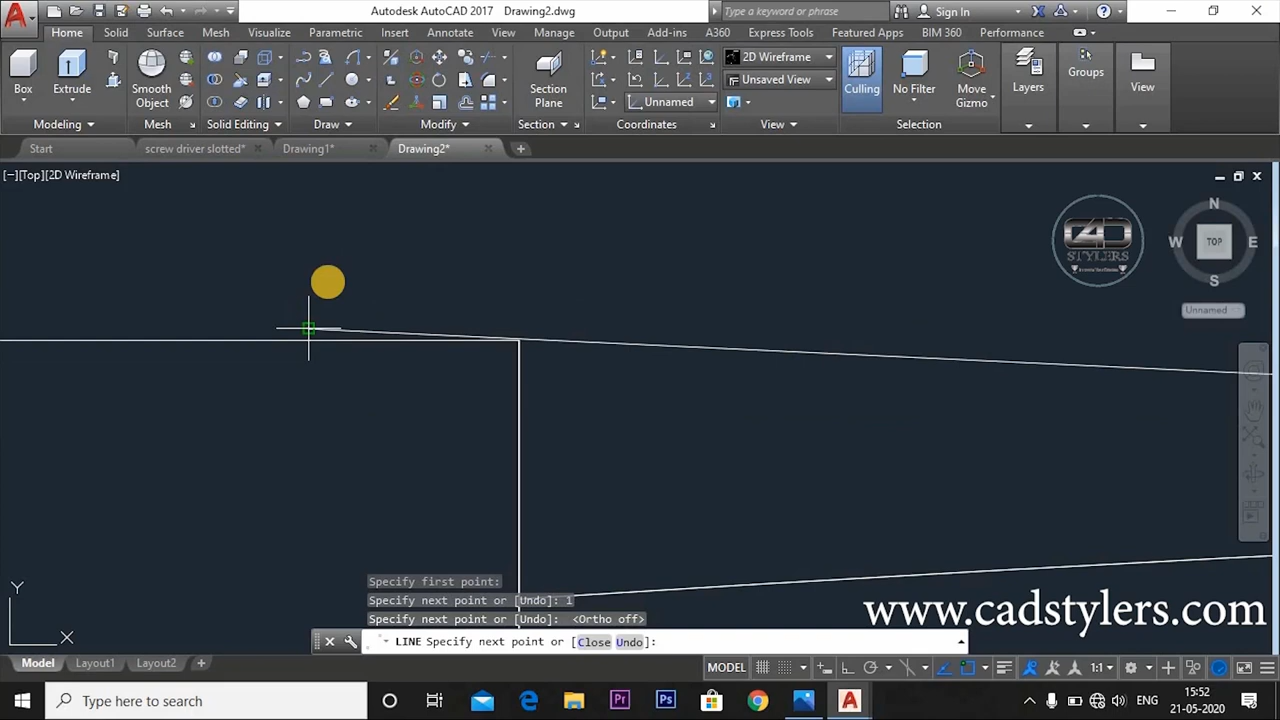 Autodesk AutoCAD 2017 Drawing2.dwg
Type a keyword or phrase
Sign In
Home Solid Surface Mesh Visualize Parametric Insert Annotate View Manage Output Add-ins A360 Express Tools Featured Apps BIM 360 Performance
2D Wireframe
Unsaved View
Unnamed
Box
Extrude
Smooth
Object
Section
Plane
Culling
No Filter
Move
Gizmo
Layers
Groups
View
Modeling
Mesh
Solid Editing
Draw
Modify
Section
Coordinates
View
Selection
Start
screw driver slotted*
Drawing1*
Drawing2*
[−][Top][2D Wireframe]
CAD
STYLERS
N
W
TOP
E
S
Unnamed
Y
X
Specify first point:
Specify next point or [Undo]: 1
Specify next point or [Undo]: <Ortho off>
LINE Specify next point or [Close Undo]:
www.cadstylers.com
Model
Layout1
Layout2
MODEL
1:1
Type here to search
Pr
Ps
ENG
15:52
21-05-2020